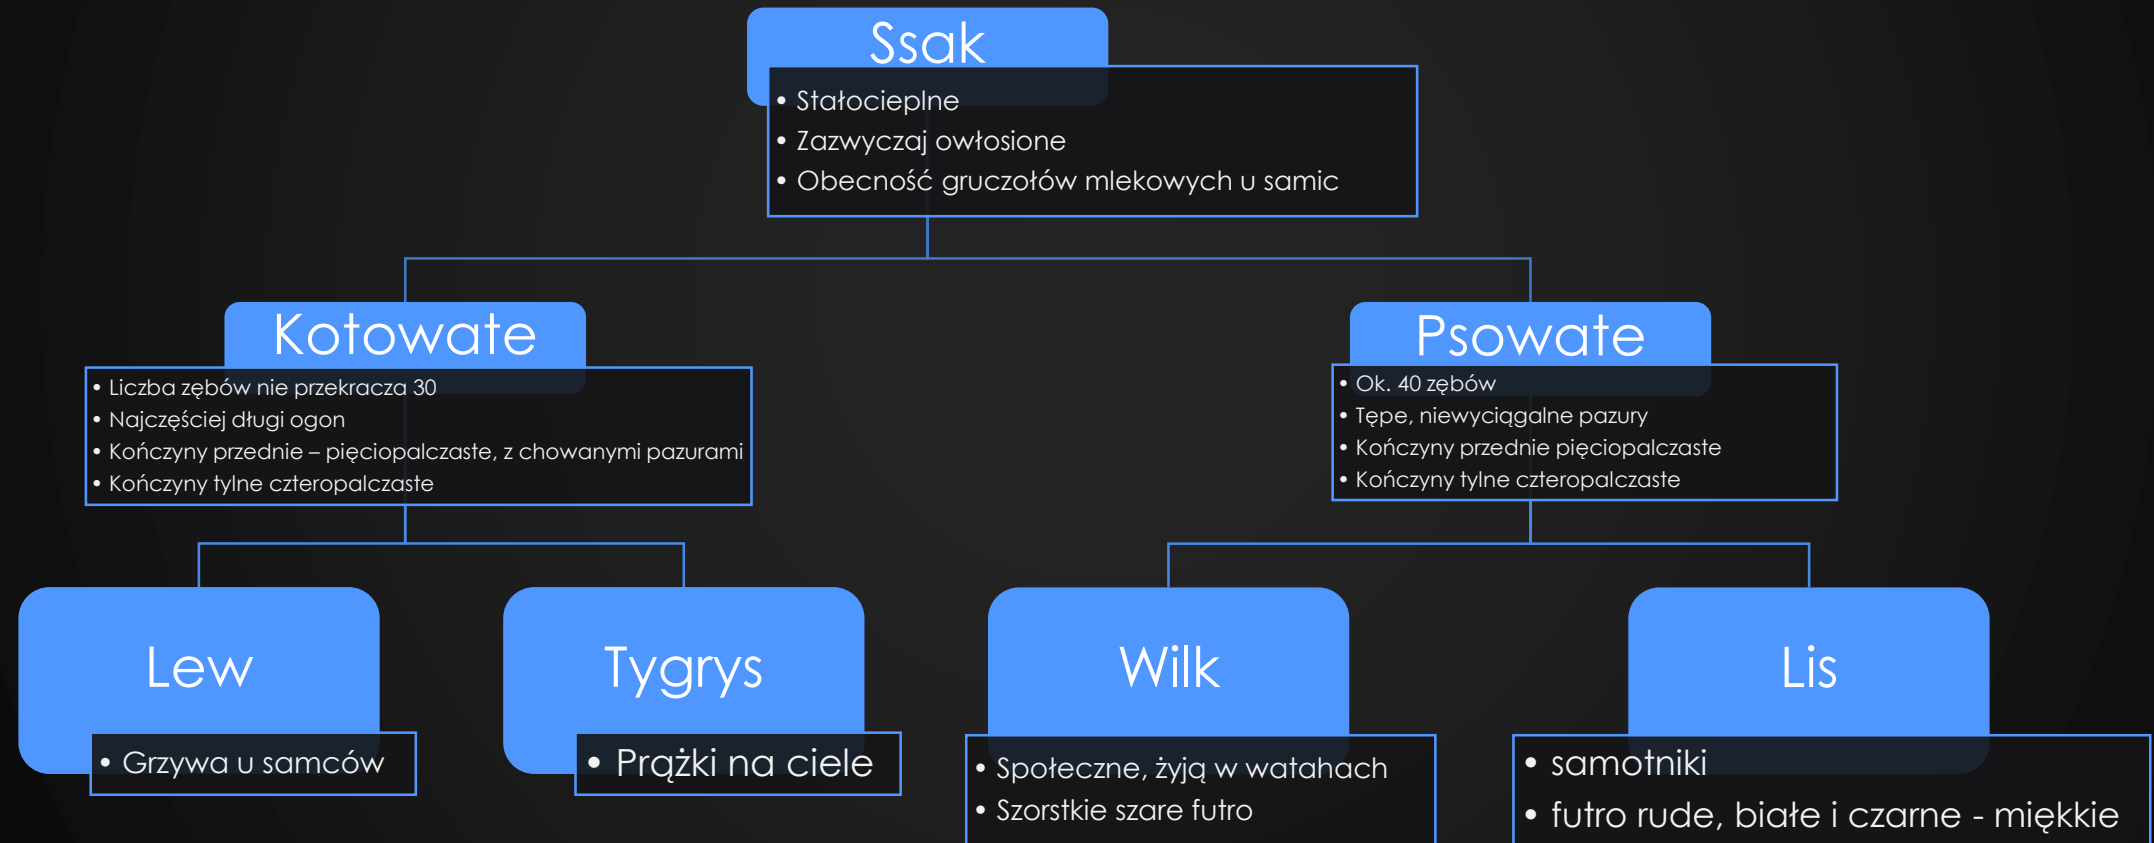 Ssak
• Stałocieplne
• Zazwyczaj owłosione
• Obecność gruczołów mlekowych u samic
Kotowate
• Liczba zębów nie przekracza 30
• Najczęściej długi ogon
• Kończyny przednie – pięciopalczaste, z chowanymi pazurami
• Kończyny tylne czteropalczaste
Psowate
• Ok. 40 zębów
• Tępe, niewyciągalne pazury
• Kończyny przednie pięciopalczaste
• Kończyny tylne czteropalczaste
Lew
• Grzywa u samców
Tygrys
• Prążki na ciele
Wilk
• Społeczne, żyją w watahach
• Szorstkie szare futro
Lis
• samotniki
• futro rude, białe i czarne - miękkie